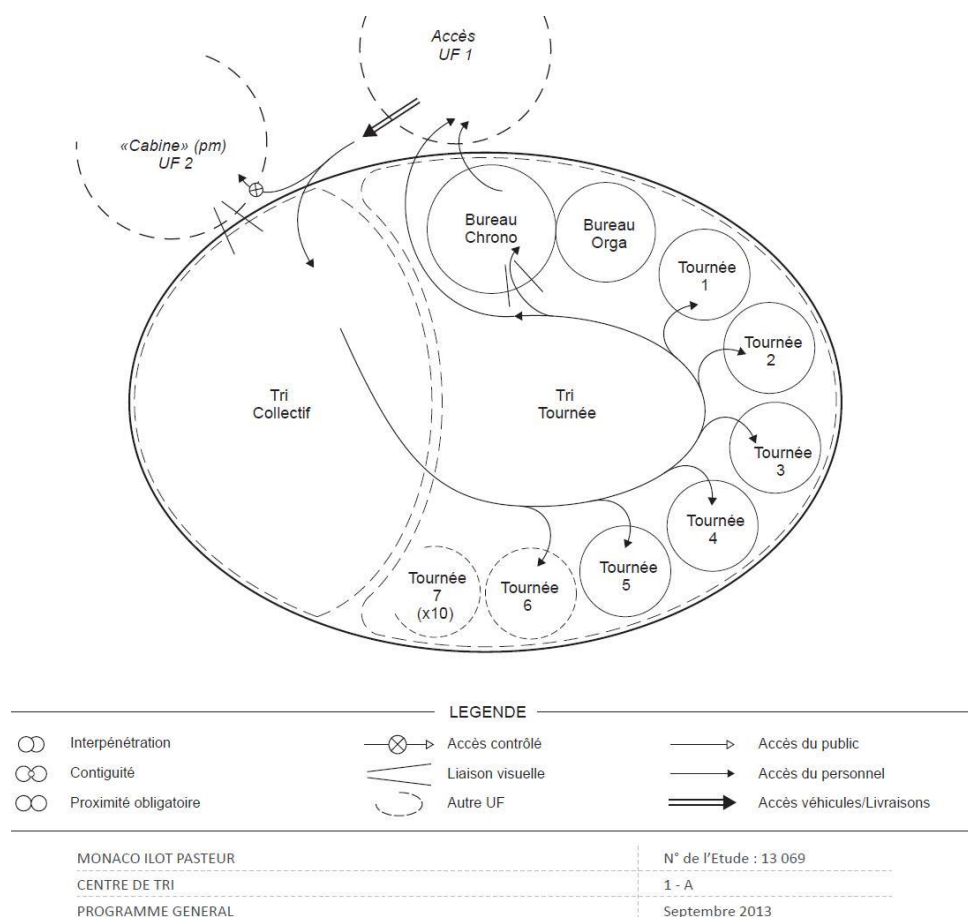 Accès
UF 1
«Cabine» (pm)
UF 2
Bureau
Chrono
Bureau
Orga
Tournée
1
Tournée
2
Tournée
3
Tournée
4
Tournée
5
Tournée
6
Tournée
7
(x10)
Tri
Collectif
Tri
Tournée
LEGENDE
Interpénétration
Contiguité
Proximité obligatoire
Accès contrôlé
Liaison visuelle
Autre UF
Accès du public
Accès du personnel
Accès véhicules/Livraisons
MONACO ILOT PASTEUR
N° de l'Etude : 13 069
CENTRE DE TRI
1 - A
PROGRAMME GENERAL
Septembre 2013